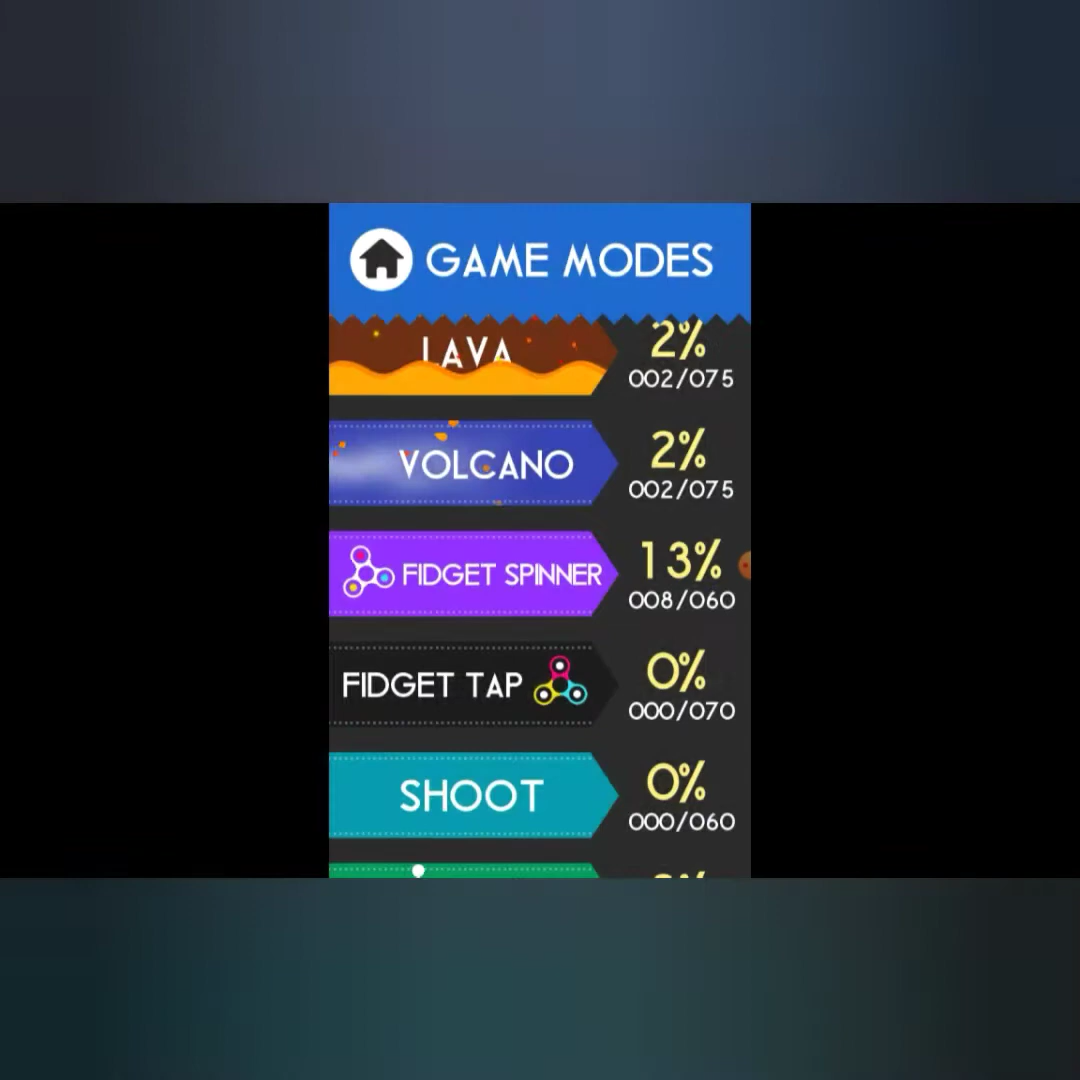 GAME MODES
LAVA
2%
002/075
VOLCANO
2%
002/075
FIDGET SPINNER
13%
008/060
FIDGET TAP
0%
000/070
SHOOT
0%
000/060